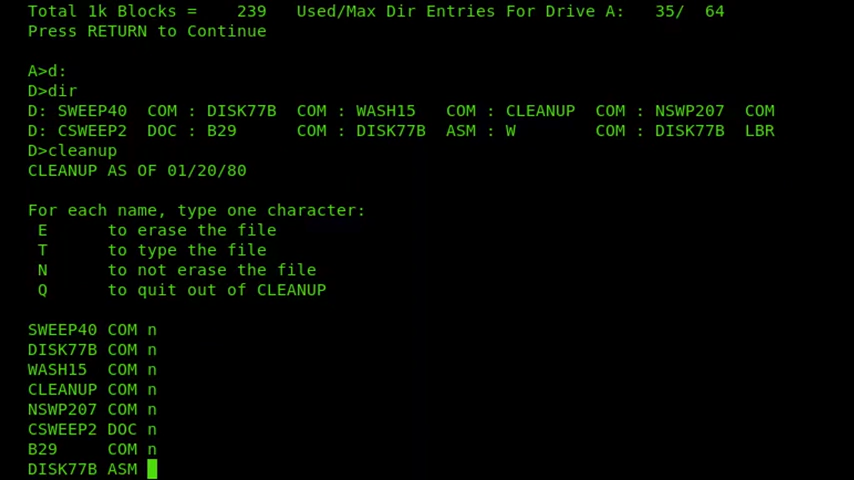 Total 1k Blocks =    239   Used/Max Dir Entries For Drive A:   35/  64
Press RETURN to Continue
A>d:
D>dir
D: SWEEP40  COM : DISK77B  COM : WASH15   COM : CLEANUP  COM : NSWP207  COM
D: CSWEEP2  DOC : B29      COM : DISK77B  ASM : W        COM : DISK77B  LBR
D>cleanup
CLEANUP AS OF 01/20/80
For each name, type one character:
E      to erase the file
T      to type the file
N      to not erase the file
Q      to quit out of CLEANUP
SWEEP40 COM n
DISK77B COM n
WASH15  COM n
CLEANUP COM n
NSWP207 COM n
CSWEEP2 DOC n
B29     COM n
DISK77B ASM